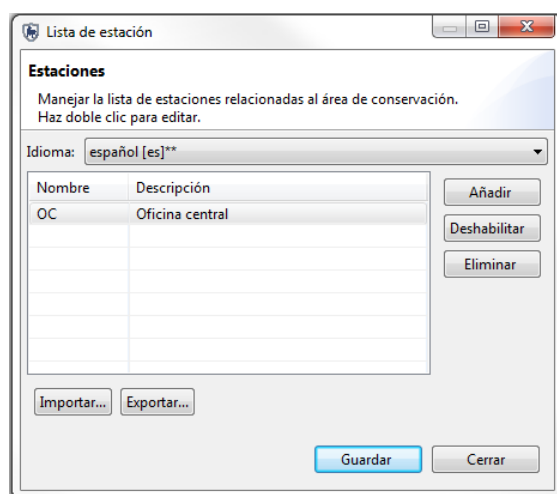 Lista de estación
Estaciones
Manejar la lista de estaciones relacionadas al área de conservación.
Haz doble clic para editar.
Idioma: español [es]**
Nombre Descripción
Añadir
OC Oficina central
Deshabilitar
Eliminar
Importar... Exportar...
Guardar Cerrar